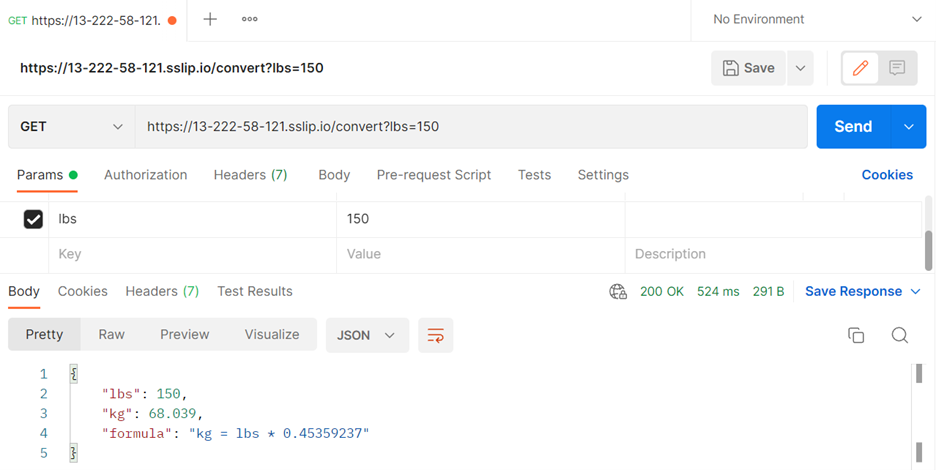 GET https://13-222-58-121. No Environment
https://13-222-58-121.sslip.io/convert?lbs=150 Save
GET https://13-222-58-121.sslip.io/convert?lbs=150 Send
Params Authorization Headers (7) Body Pre-request Script Tests Settings Cookies
lbs 150
Key Value Description
Body Cookies Headers (7) Test Results 200 OK 524 ms 291 B Save Response
Pretty Raw Preview Visualize JSON
1 {
2 "lbs": 150,
3 "kg": 68.039,
4 "formula": "kg = lbs * 0.45359237"
5 }